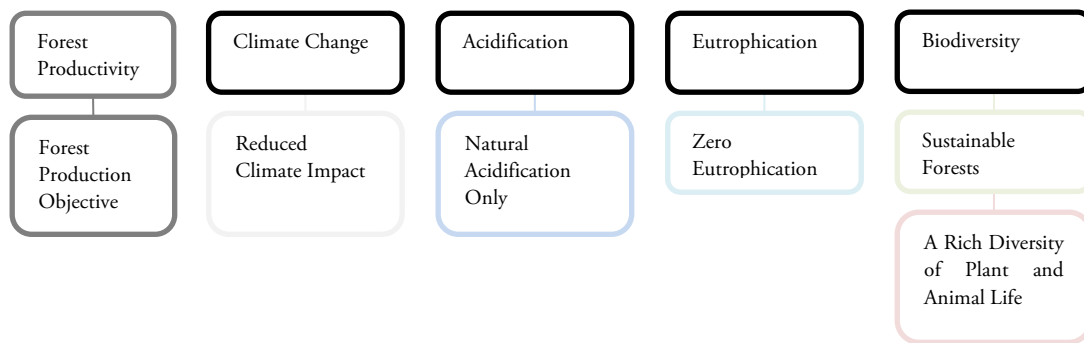 Forest
Productivity
Climate Change
Acidification
Eutrophication
Biodiversity
Forest
Production
Objective
Reduced
Climate Impact
Natural
Acidification
Only
Zero
Eutrophication
Sustainable
Forests
A Rich Diversity
of Plant and
Animal Life